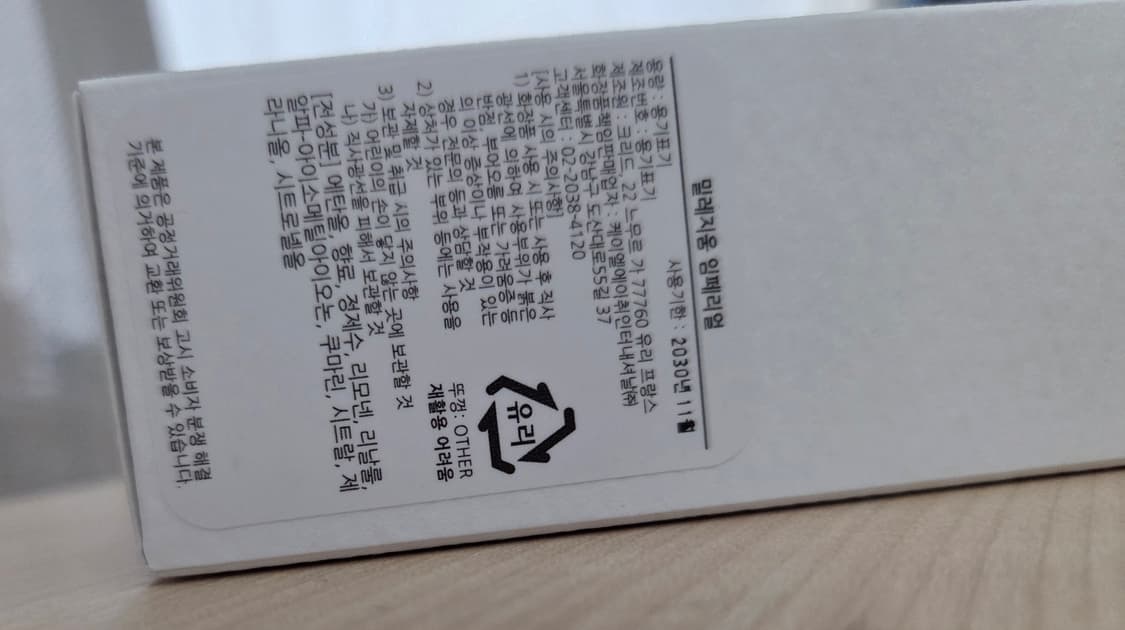 밀레지움 임페리얼
용량 : 용기표기
사용기한 : 2030년 11월
제조번호 : 용기표기
제조원 : 크리드, 22 느무르 가 77760 유리 프랑스
화장품책임판매업자 : 케이엘에이취인터내셔날㈜
서울특별시 강남구 도산대로55길 37
고객센터 : 02-2038-4120
[사용 시의 주의사항]
1) 화장품 사용 시 또는 사용 후 직사
광선에 의하여 사용부위가 붉은
반점, 부어오름 또는 가려움증 등
의 이상 증상이나 부작용이 있는
경우 전문의 등과 상담할 것
2) 상처가 있는 부위 등에는 사용을
자제할 것
3) 보관 및 취급 시의 주의사항
가) 어린이의 손이 닿지 않는 곳에 보관할 것
나) 직사광선을 피해서 보관할 것
유리
뚜껑: OTHER
재활용 어려움
[전성분] 에탄올, 향료, 정제수, 리모넨, 리날룰,
알파-아이소메틸아이오논, 쿠마린, 시트랄, 제
라니올, 시트로넬올
본 제품은 공정거래위원회 고시 소비자 분쟁 해결
기준에 의거하여 교환 또는 보상받을 수 있습니다.